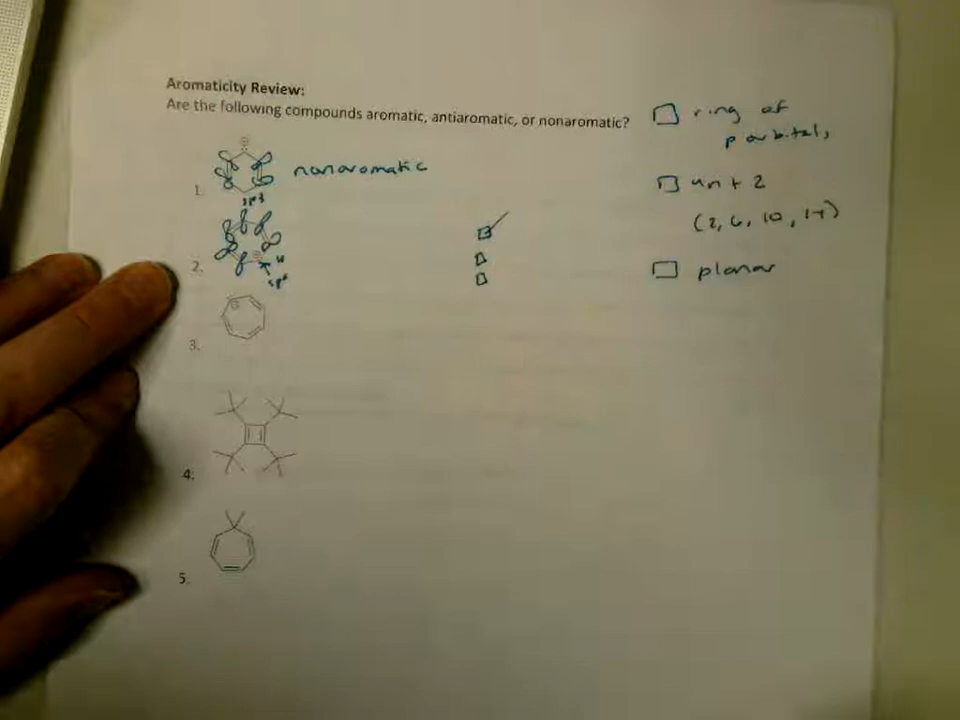 Aromaticity Review:
Are the following compounds aromatic, antiaromatic, or nonaromatic?
ring of
p orbitals
1. nonaromatic
sp3
4n + 2
(2, 6, 10, 14)
2.
planar
3.
4.
5.